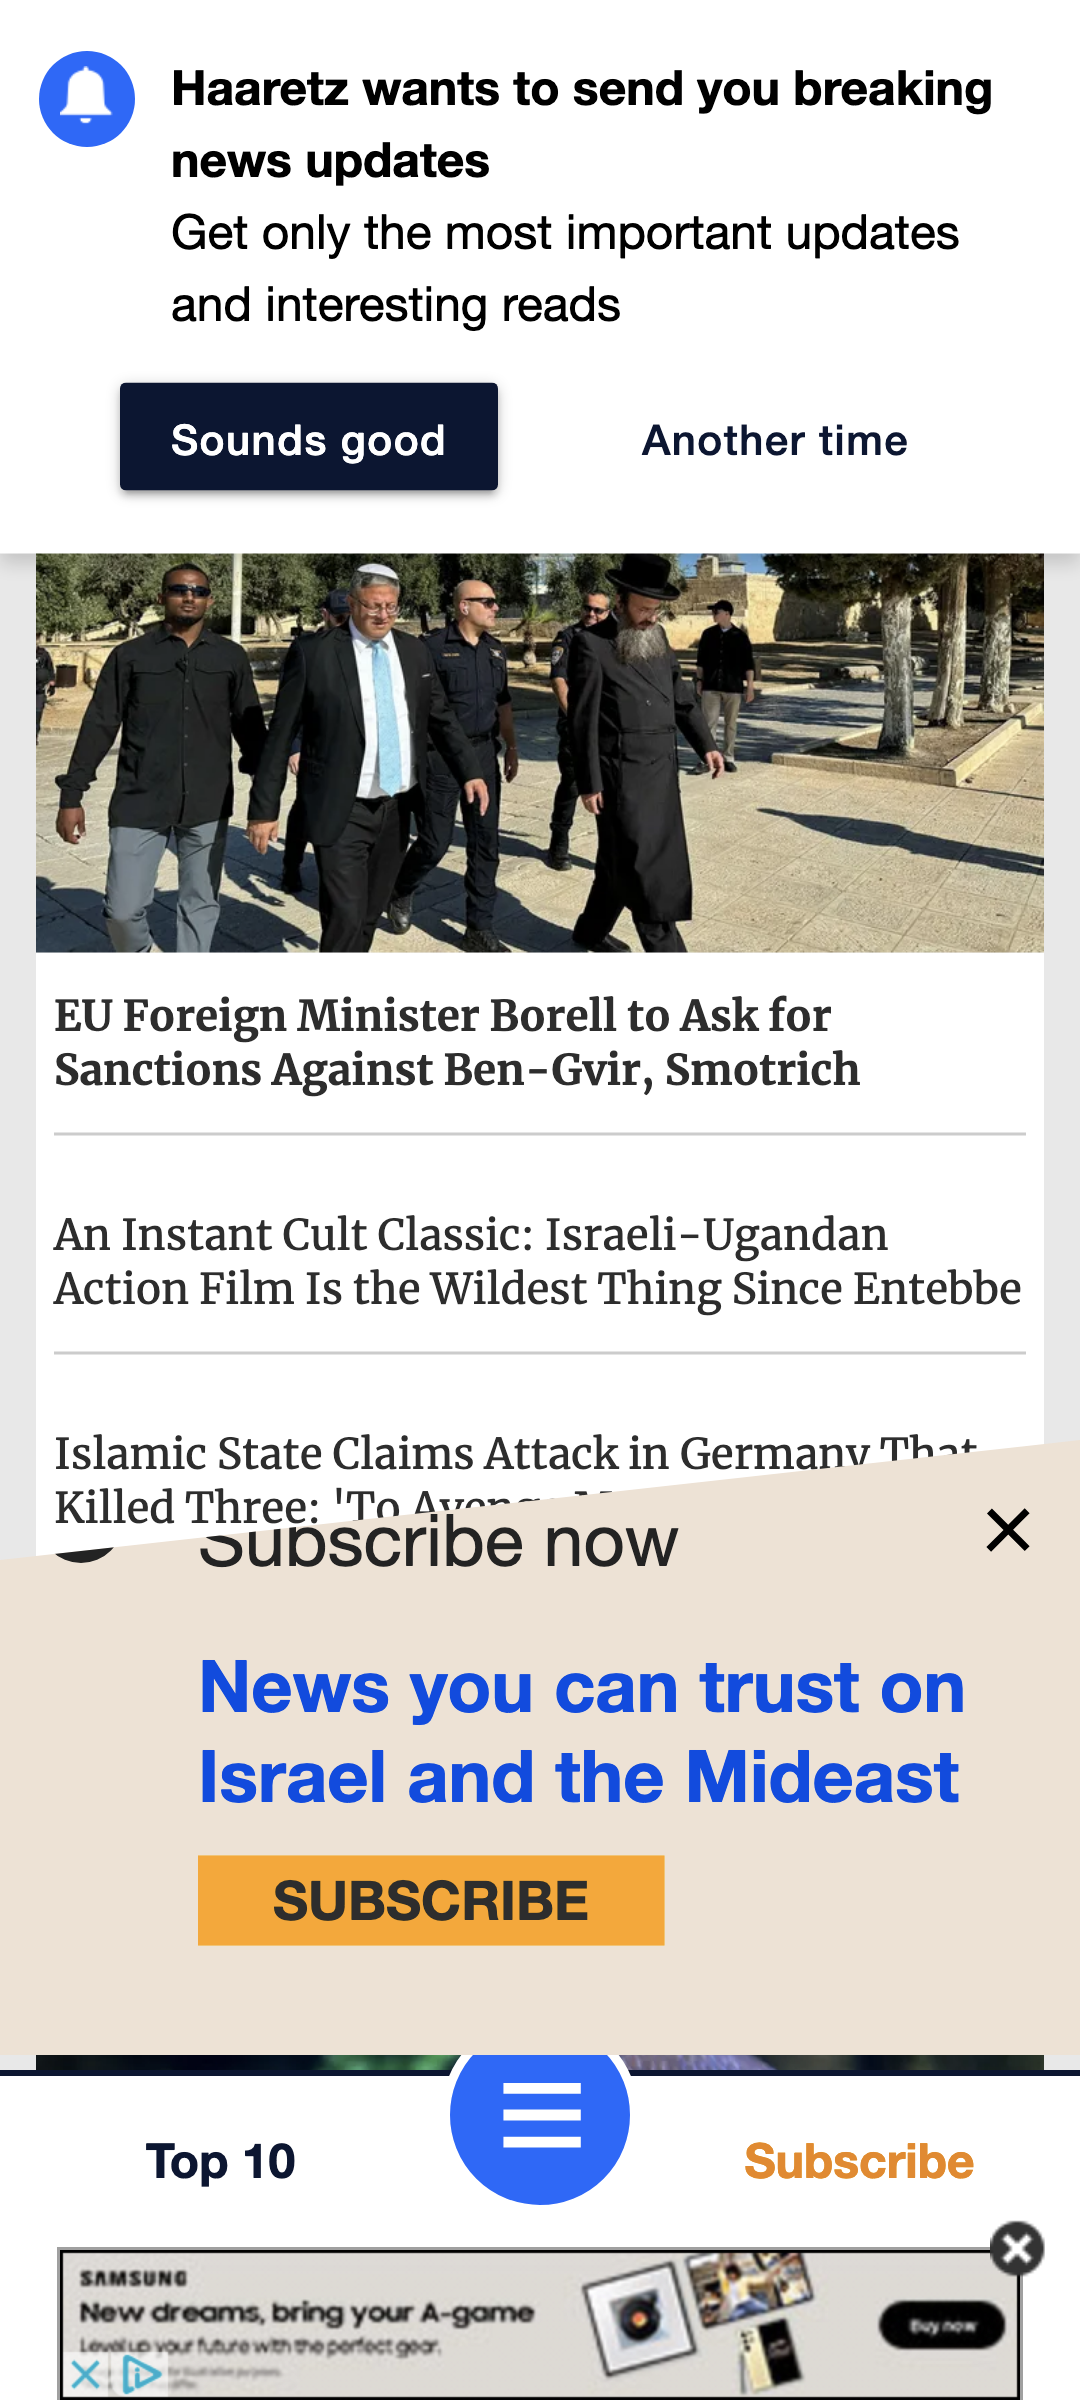 Haaretz wants to send you breaking
news updates
Get only the most important updates
and interesting reads
Sounds good
Another time
EU Foreign Minister Borell to Ask for
Sanctions Against Ben-Gvir, Smotrich
An Instant Cult Classic: Israeli-Ugandan
Action Film Is the Wildest Thing Since Entebbe
Islamic State Claims Attack in Germany That
Killed Three: 'To
Subscribe now
News you can trust on
Israel and the Mideast
SUBSCRIBE
Top 10
Subscribe
SAMSUNG
New dreams, bring your A-game
Level up your future with the perfect gear.
Buy now
for illustrative purposes.